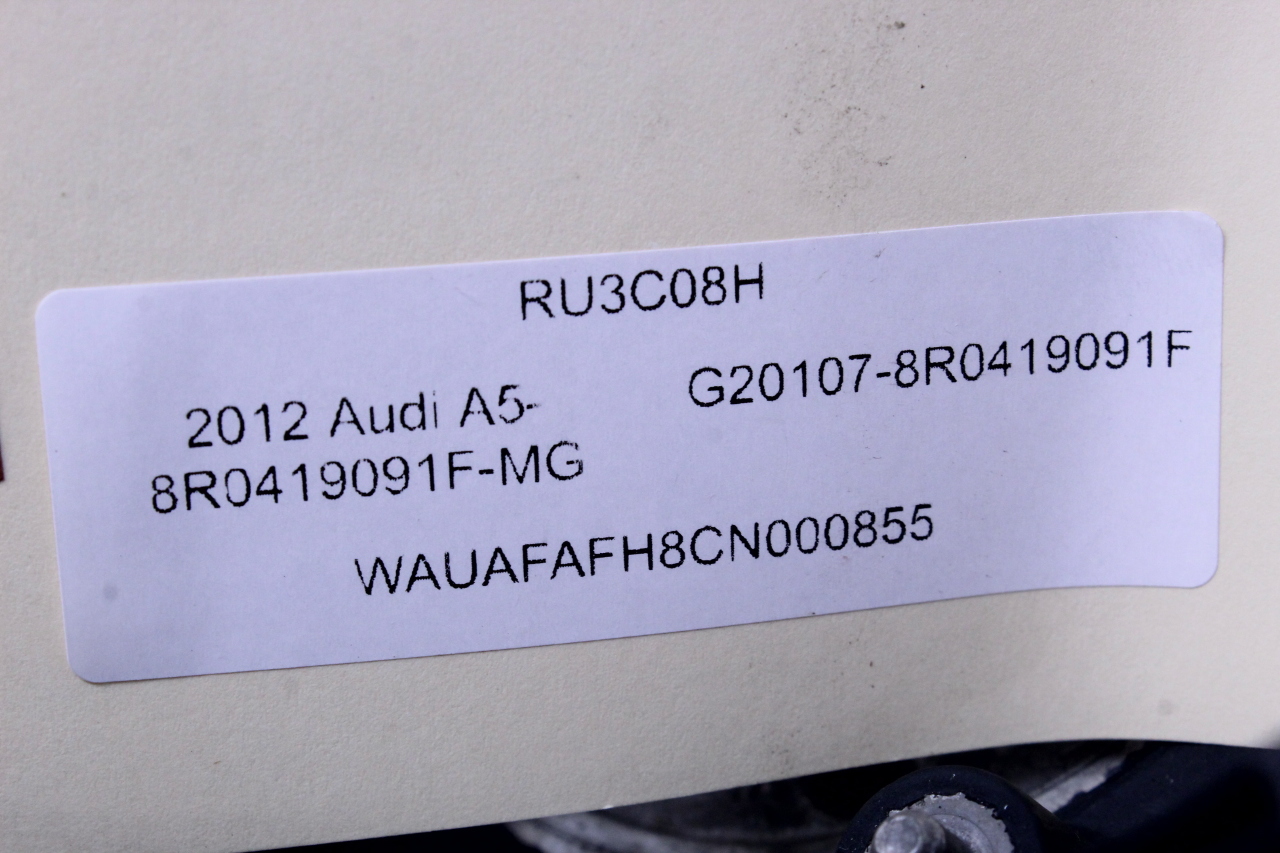 RU3C08H
G20107-8R0419091F
2012 Audi A5-
8R0419091F-MG
WAUAFAFH8CN000855